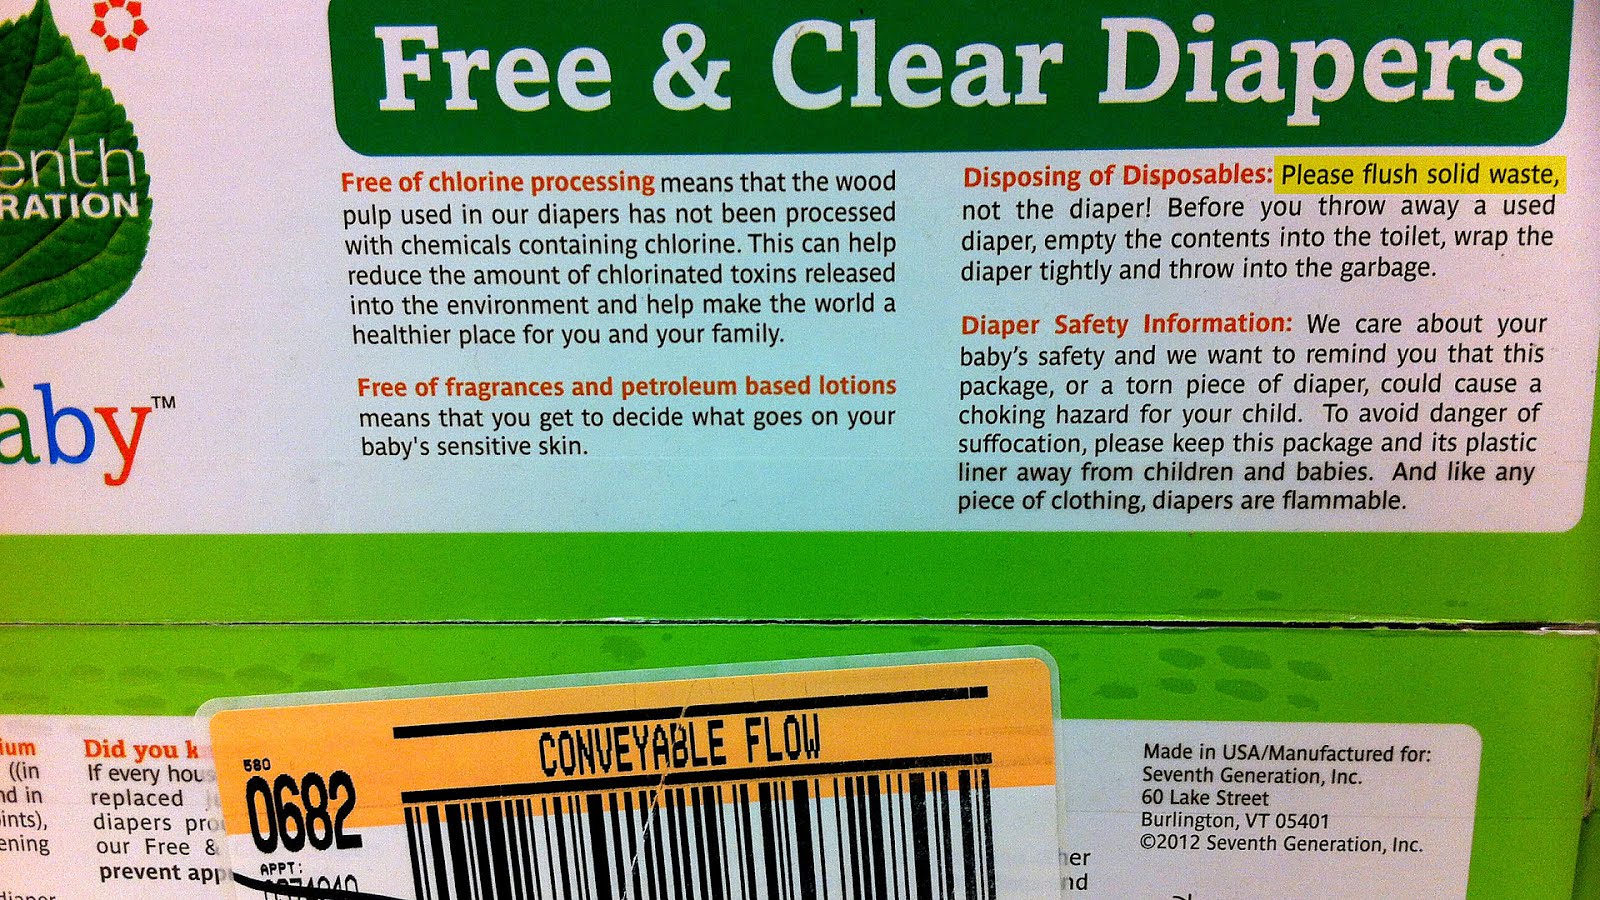 Free & Clear Diapers
enth
RATION
aby™
Free of chlorine processing means that the wood
pulp used in our diapers has not been processed
with chemicals containing chlorine. This can help
reduce the amount of chlorinated toxins released
into the environment and help make the world a
healthier place for you and your family.
Free of fragrances and petroleum based lotions
means that you get to decide what goes on your
baby's sensitive skin.
Disposing of Disposables: Please flush solid waste,
not the diaper! Before you throw away a used
diaper, empty the contents into the toilet, wrap the
diaper tightly and throw into the garbage.
Diaper Safety Information: We care about your
baby's safety and we want to remind you that this
package, or a torn piece of diaper, could cause a
choking hazard for your child. To avoid danger of
suffocation, please keep this package and its plastic
liner away from children and babies. And like any
piece of clothing, diapers are flammable.
ium
((in
nd in
ints),
ening
Did you k
If every hous
replaced
diapers pro
our Free &
prevent app
580
0682
APPT:
CONVEYABLE FLOW
her
nd
Made in USA/Manufactured for:
Seventh Generation, Inc.
60 Lake Street
Burlington, VT 05401
©2012 Seventh Generation, Inc.